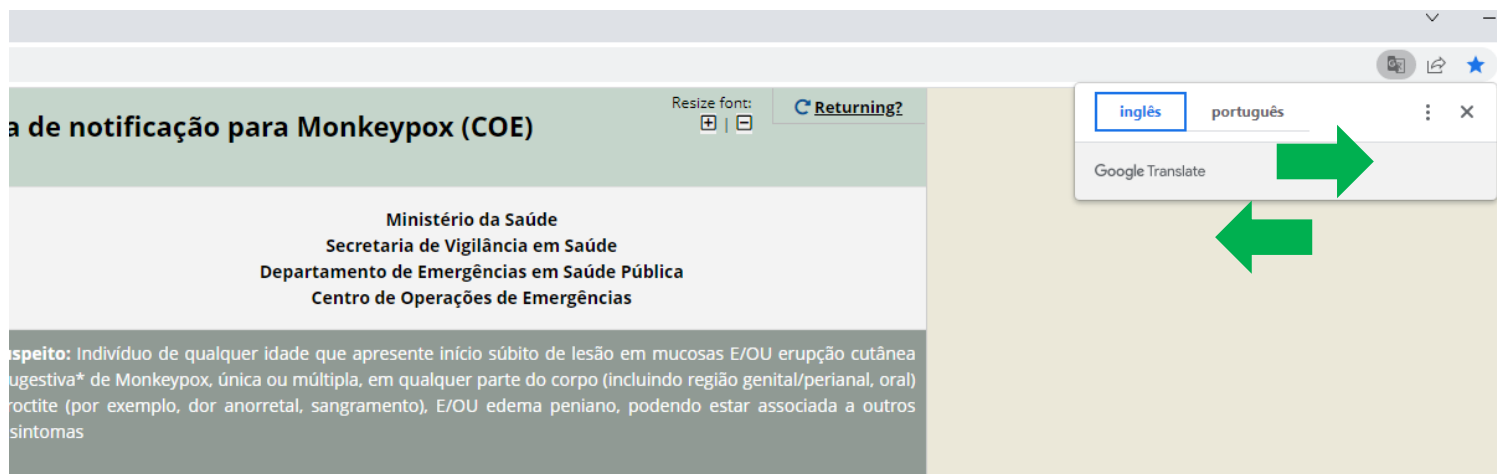 a de notificação para Monkeypox (COE)
Resize font:
Returning?
inglês
português
Google Translate
Ministério da Saúde
Secretaria de Vigilância em Saúde
Departamento de Emergências em Saúde Pública
Centro de Operações de Emergências
uspeito: Indivíduo de qualquer idade que apresente início súbito de lesão em mucosas E/OU erupção cutânea
ugestiva* de Monkeypox, única ou múltipla, em qualquer parte do corpo (incluindo região genital/perianal, oral)
roctite (por exemplo, dor anorretal, sangramento), E/OU edema peniano, podendo estar associada a outros
sintomas